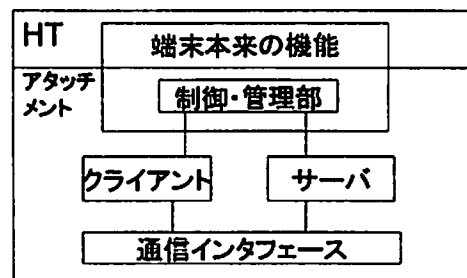 HT
端末本来の機能
アタッチ
メント
制御・管理部
クライアント
サーバ
通信インタフェース